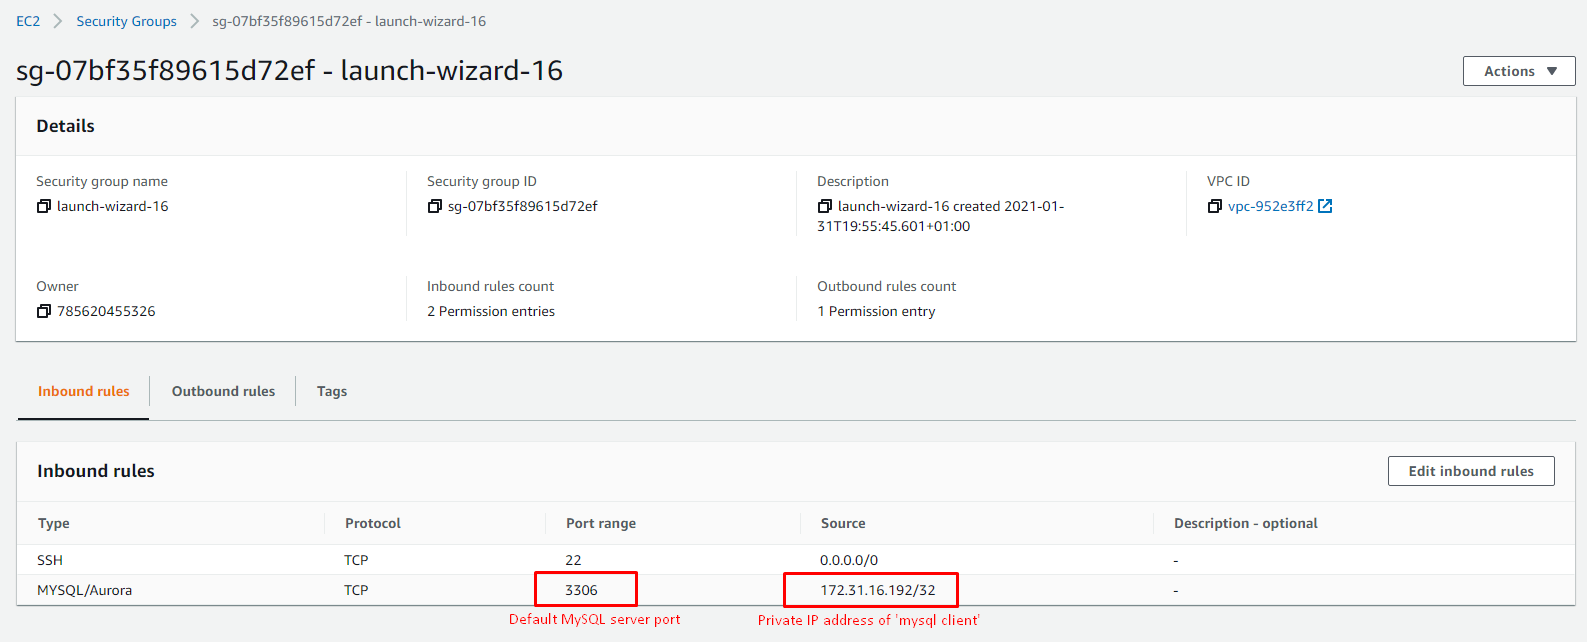 EC2 > Security Groups > sg-07bf35f89615d72ef - launch-wizard-16
sg-07bf35f89615d72ef - launch-wizard-16
Actions ▼
Details
Security group name
launch-wizard-16
Security group ID
sg-07bf35f89615d72ef
Description
launch-wizard-16 created 2021-01-
31T19:55:45.601+01:00
VPC ID
vpc-952e3ff2
Owner
785620455326
Inbound rules count
2 Permission entries
Outbound rules count
1 Permission entry
Inbound rules Outbound rules Tags
Inbound rules
Edit inbound rules
Type Protocol Port range Source Description - optional
SSH TCP 22 0.0.0.0/0 -
MYSQL/Aurora TCP 3306 172.31.16.192/32 -
Default MySQL server port Private IP address of 'mysql client'